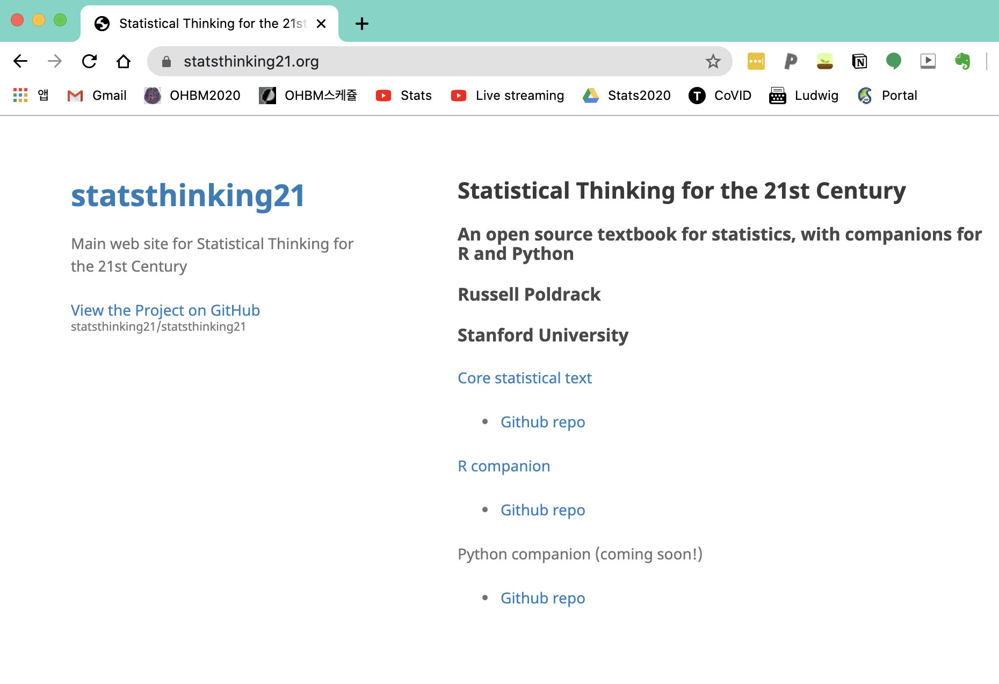 Statistical Thinking for the 21st
statsthinking21.org
앱 Gmail OHBM2020 OHBM스케쥴 Stats Live streaming Stats2020 CoVID Ludwig Portal
statsthinking21
Main web site for Statistical Thinking for
the 21st Century
View the Project on GitHub
statsthinking21/statsthinking21
Statistical Thinking for the 21st Century
An open source textbook for statistics, with companions for
R and Python
Russell Poldrack
Stanford University
Core statistical text
Github repo
R companion
Github repo
Python companion (coming soon!)
Github repo